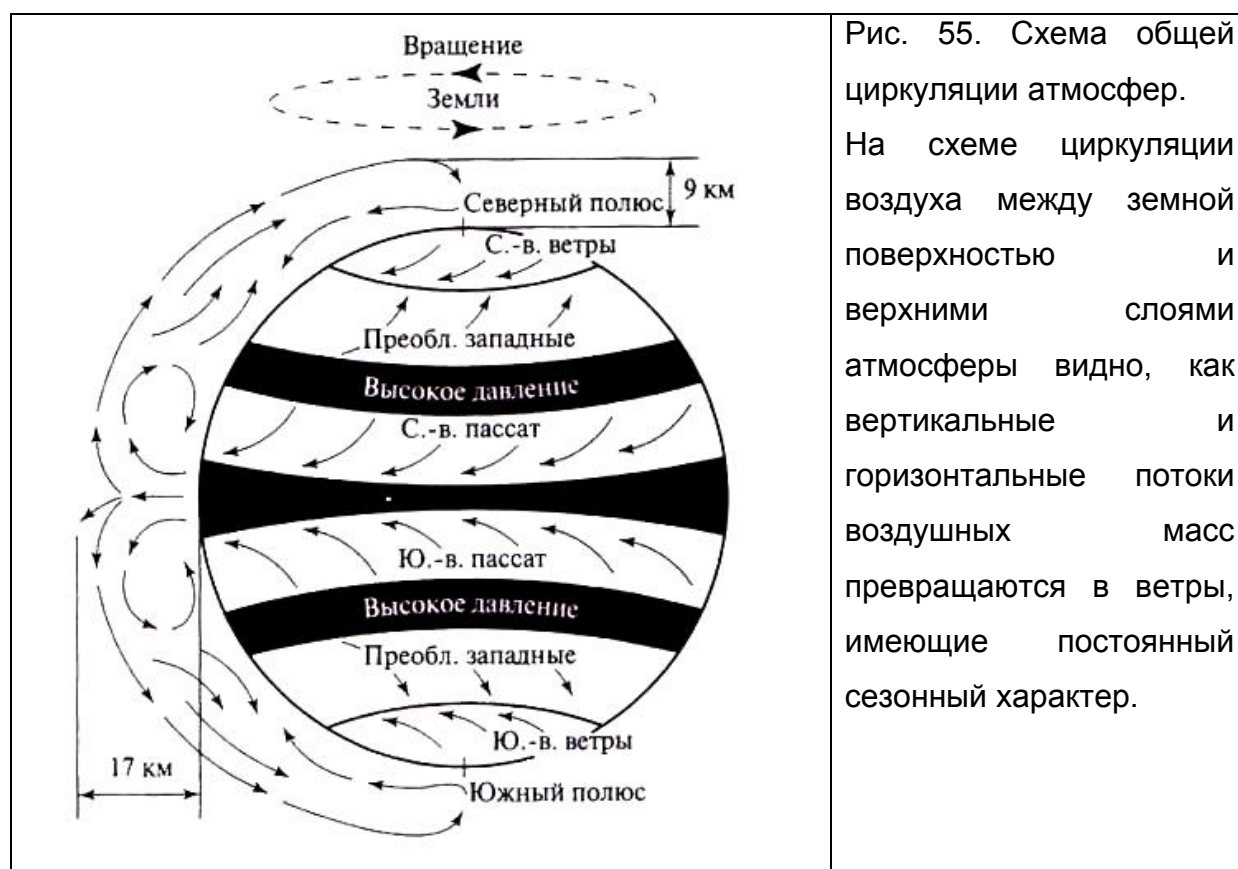 Вращение
Земли
9 км
Северный полюс
С.-в. ветры
Преобл. западные
Высокое давление
С.-в. пассат
Ю.-в. пассат
Высокое давление
Преобл. западные
Ю.-в. ветры
17 км
Южный полюс
Рис. 55. Схема общей
циркуляции атмосфер.
На схеме циркуляции
воздуха между земной
поверхностью и
верхними слоями
атмосферы видно, как
вертикальные и
горизонтальные потоки
воздушных масс
превращаются в ветры,
имеющие постоянный
сезонный характер.